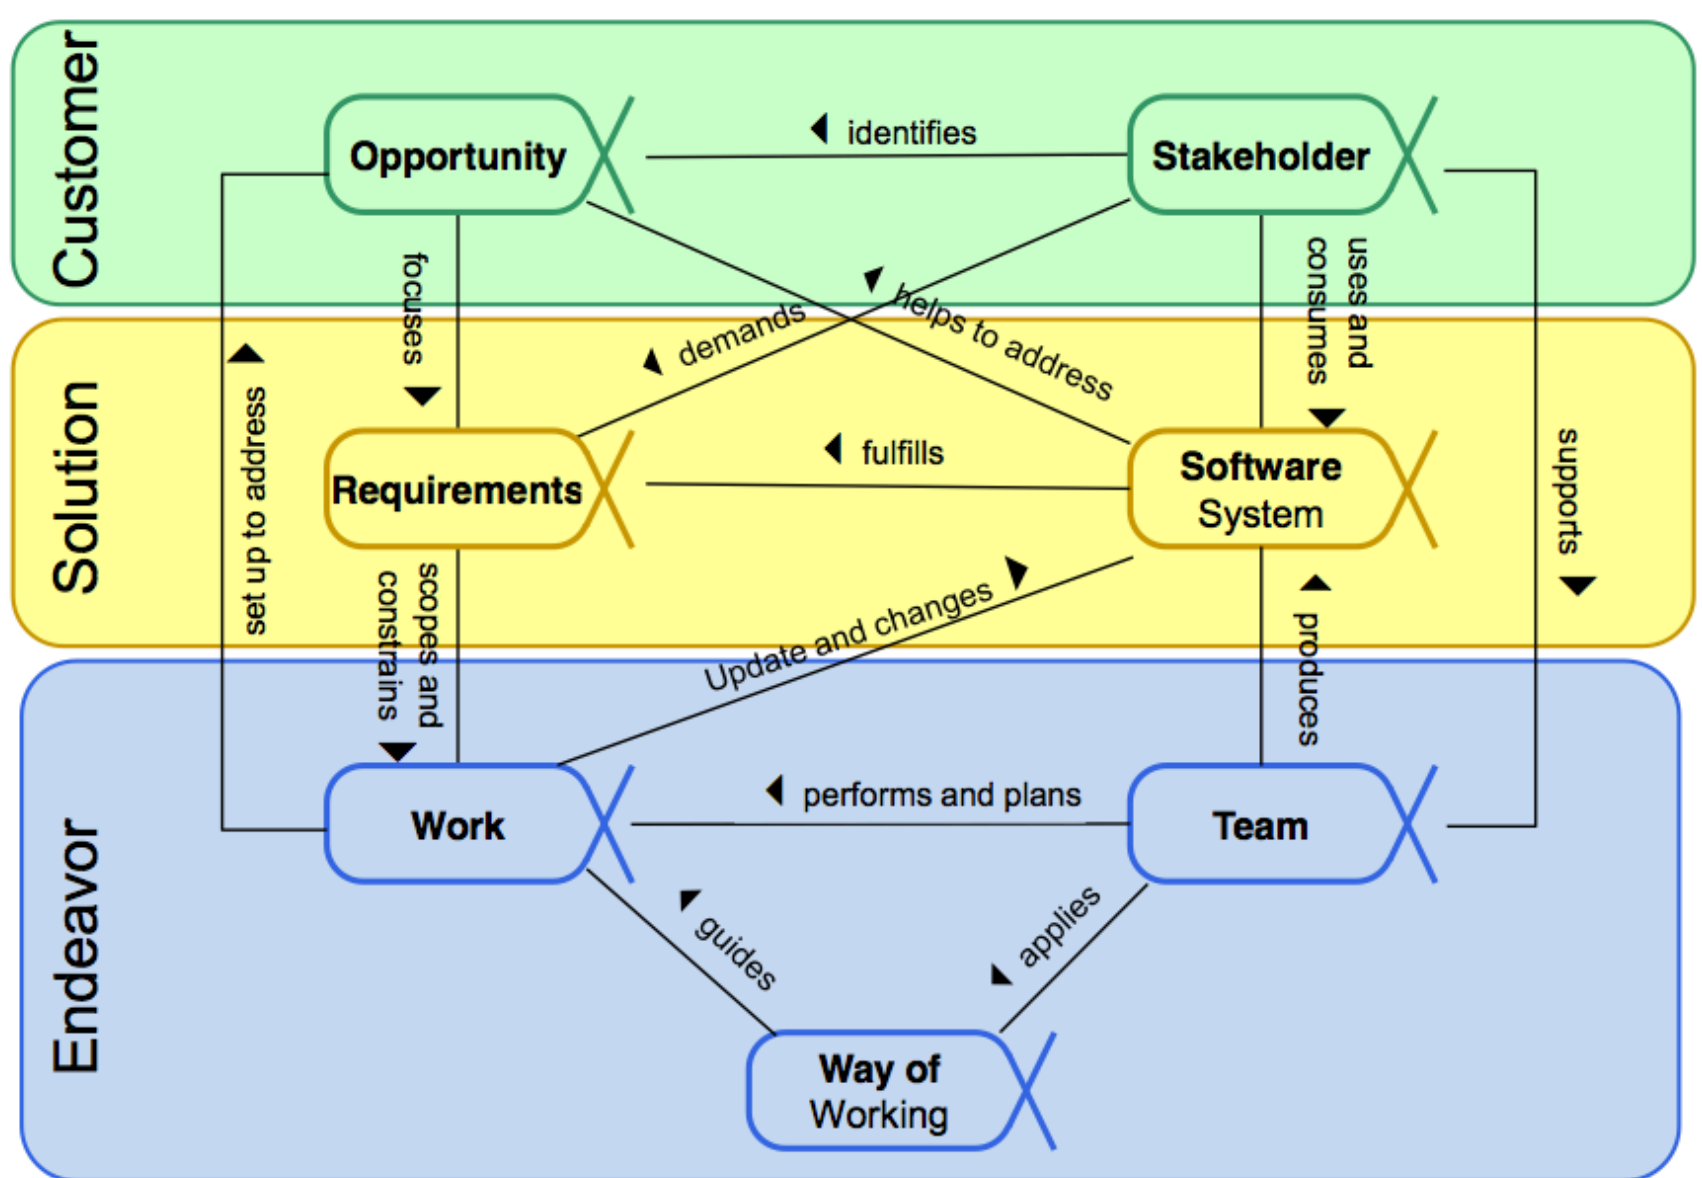 Customer
Opportunity
identifies
Stakeholder
focuses
demands
helps to address
uses and
consumes
Solution
set up to address
Requirements
fulfills
Software
System
supports
scopes and
constrains
Update and changes
produces
Endeavor
Work
performs and plans
Team
guides
applies
Way of
Working